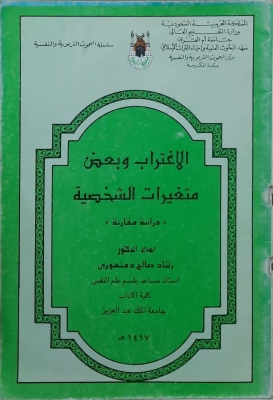 المملكة العربية السعودية
وزارة التعليم العالي
جامعة أم القرى
معهد البحوث العلمية وإحياء التراث الإسلامي
مركز البحوث التربوية والنفسية
مكة المكرمة
سلسلة البحوث التربوية والنفسية
الاغتراب وبعض
متغيرات الشخصية
« دراسة مقارنة »
اعداد الدكتور
رشاد صالح دمنهوري
أستاذ مساعد بقسم علم النفس
كلية الآداب
جامعة الملك عبد العزيز
١٤١٧ هـ